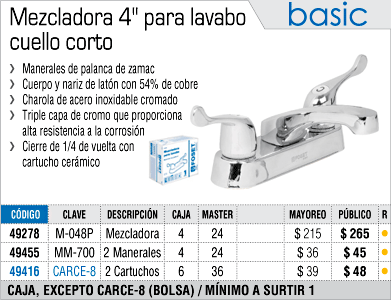 Mezcladora 4" para lavabo
cuello corto
basic
Manerales de palanca de zamac
Cuerpo y nariz de latón con 54% de cobre
Charola de acero inoxidable cromado
Triple capa de cromo que proporciona
alta resistencia a la corrosión
Cierre de 1/4 de vuelta con
cartucho cerámico
FOSET
CÓDIGO CLAVE DESCRIPCIÓN CAJA MASTER MAYOREO PÚBLICO R
49278 M-048P Mezcladora 4 24 $ 215 $ 265
49455 MM-700 2 Manerales 4 24 $ 36 $ 45
49416 CARCE-8 2 Cartuchos 6 36 $ 39 $ 48
CAJA, EXCEPTO CARCE-8 (BOLSA) / MÍNIMO A SURTIR 1